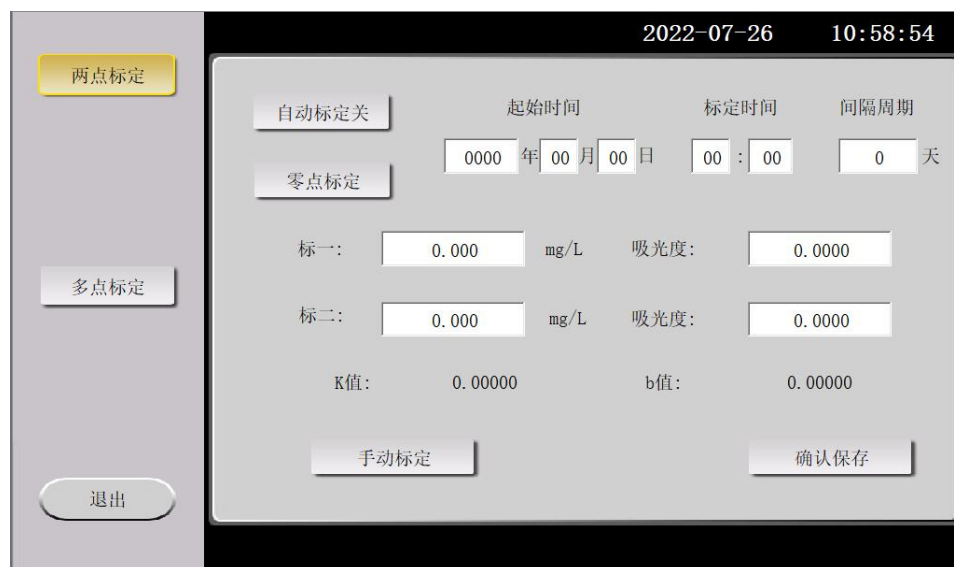 2022-07-26 10:58:54
两点标定
自动标定关 起始时间 标定时间 间隔周期
0000 年 00 月 00 日 00 : 00 0 天
零点标定
标一: 0.000 mg/L 吸光度: 0.0000
多点标定
标二: 0.000 mg/L 吸光度: 0.0000
K值: 0.00000 b值: 0.00000
手动标定 确认保存
退出